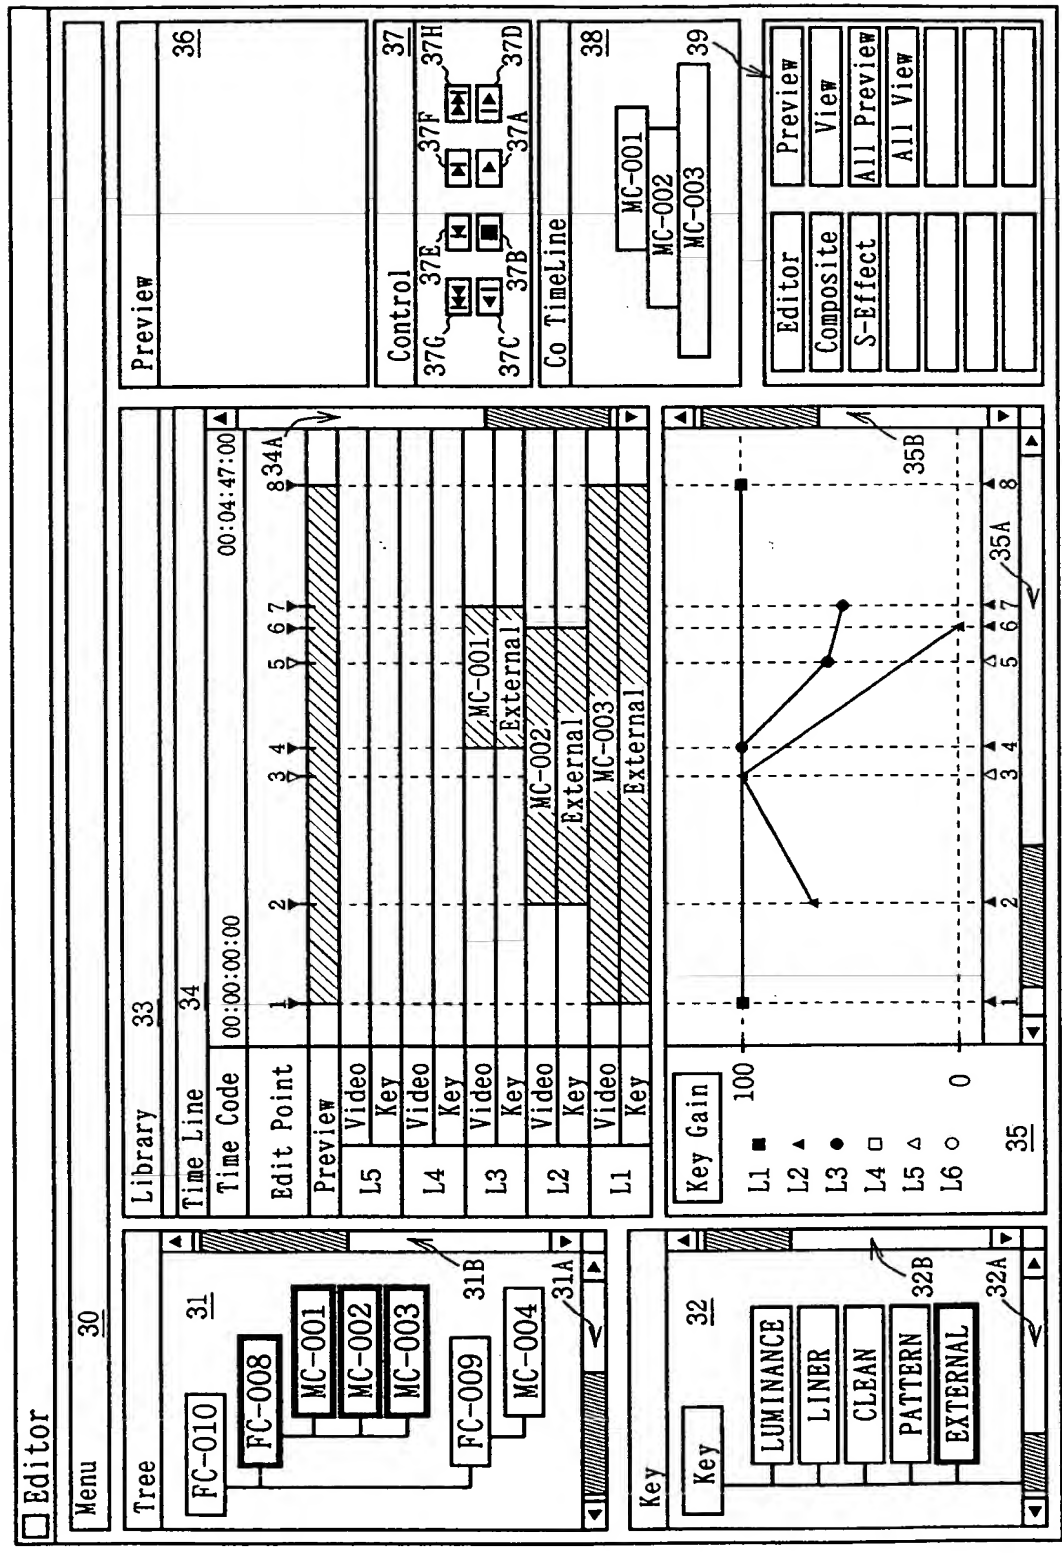 Editor
Menu 30
Tree
31
FC-010
FC-008
MC-001
MC-002
MC-003
FC-009
MC-004
31B
31A
Key
32
Key
LUMINANCE
LINER
CLEAN
PATTERN
EXTERNAL
32B
32A
Library 33
Time Line 34
Time Code 00:00:00:00 00:04:47:00
Edit Point 1 2 3 4 5 6 7 8
34A
Preview
L5 Video
Key
L4 Video
Key
L3 Video MC-001
Key External
L2 Video MC-002
Key External
L1 Video MC-003
Key External
Key Gain
100
L1
L2
L3
L4
L5
L6
0
35
1 2 3 4 5 6 7 8
35B
35A
Preview
36
Control
37
37G 37E 37F 37H
37C 37B 37A 37D
Co TimeLine
38
MC-001
MC-002
MC-003
39
Editor Preview
Composite View
S-Effect All Preview
All View